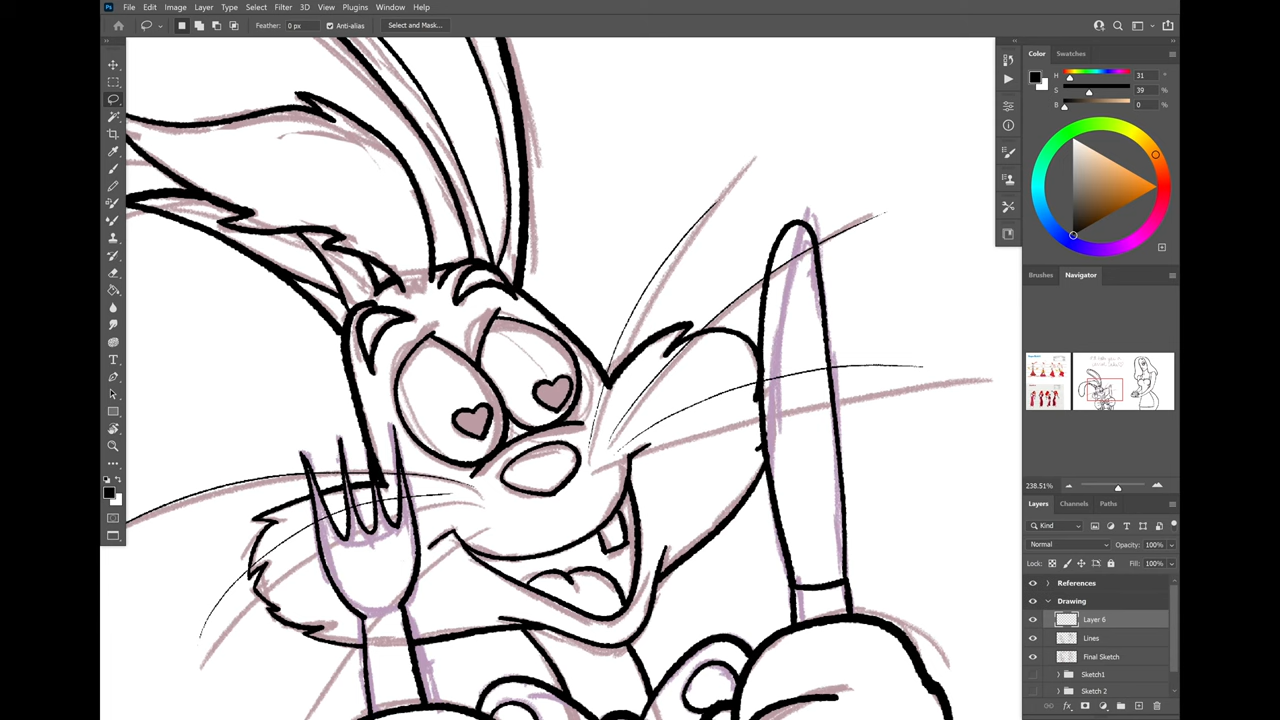 Ps File Edit Image Layer Type Select Filter 3D View Plugins Window Help
Feather: 0 px Anti-alias Select and Mask...
Color Swatches
H 31 °
S 39 %
B 0 %
Brushes Navigator
238.51%
Layers Channels Paths
Kind
Normal Opacity: 100%
Lock: Fill: 100%
References
Drawing
Layer 6
Lines
Final Sketch
Sketch1
Sketch 2
fx